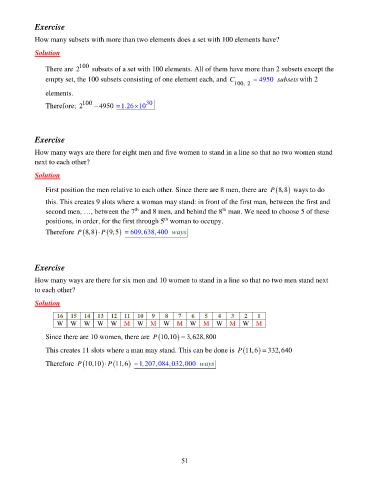 Exercise
How many subsets with more than two elements does a set with 100 elements have?
Solution
There are 2^100 subsets of a set with 100 elements. All of them have more than 2 subsets except the
empty set, the 100 subsets consisting of one element each, and C_100, 2 = 4950 subsets with 2
elements.
Therefore; 2^100 − 4950 = 1.26×10^30
Exercise
How many ways are there for eight men and five women to stand in a line so that no two women stand
next to each other?
Solution
First position the men relative to each other. Since there are 8 men, there are P(8,8) ways to do
this. This creates 9 slots where a woman may stand: in front of the first man, between the first and
second men, …, between the 7th and 8 men, and behind the 8th man. We need to choose 5 of these
positions, in order, for the first through 5th woman to occupy.
Therefore P(8,8)·P(9,5) = 609,638,400 ways
Exercise
How many ways are there for six men and 10 women to stand in a line so that no two men stand next
to each other?
Solution
16 15 14 13 12 11 10 9 8 7 6 5 4 3 2 1
W W W W W M W M W M W M W M W M
Since there are 10 women, there are P(10,10) = 3,628,800
This creates 11 slots where a man may stand. This can be done is P(11,6) = 332,640
Therefore P(10,10)·P(11,6) = 1,207,084,032,000 ways
51